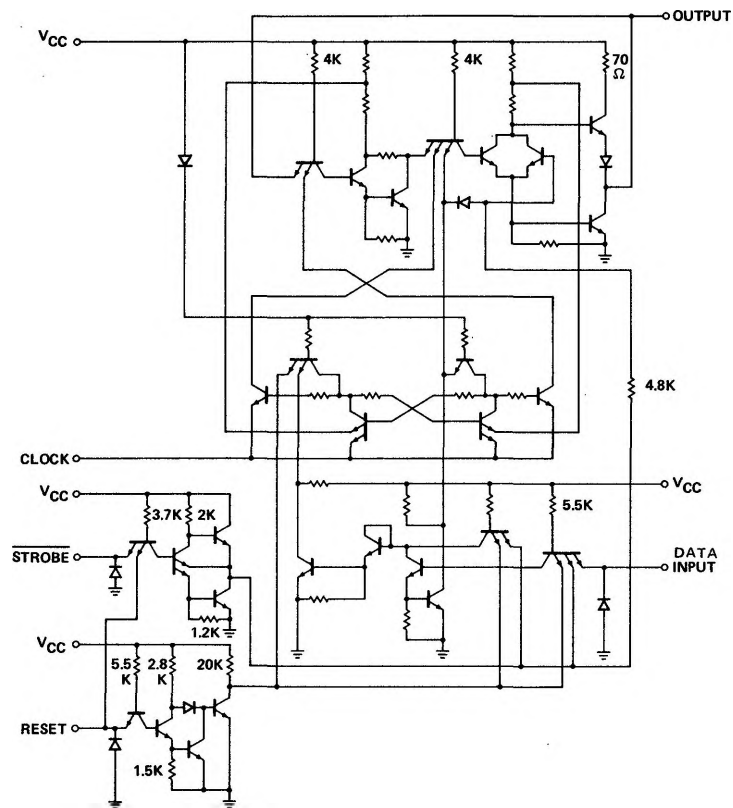 OUTPUT
VCC
4K
4K
70
Ω
4.8K
CLOCK
VCC
VCC
3.7K
2K
5.5K
STROBE
DATA
INPUT
1.2K
VCC
5.5
K
2.8
K
20K
RESET
1.5K